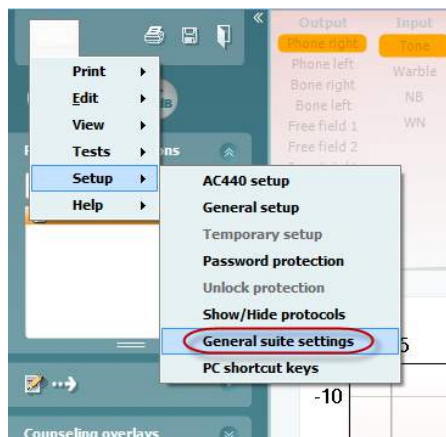 Output Input
Phone right Tone
Phone left Warble
Bone right
NB
Bone left
WN
Free field 1
Free field 2
Print
Edit
View
Tests
Setup
Help
ns
AC440 setup
General setup
Temporary setup
Password protection
Unlock protection
Show/Hide protocols
General suite settings
PC shortcut keys
5
-10
Counseling overlays